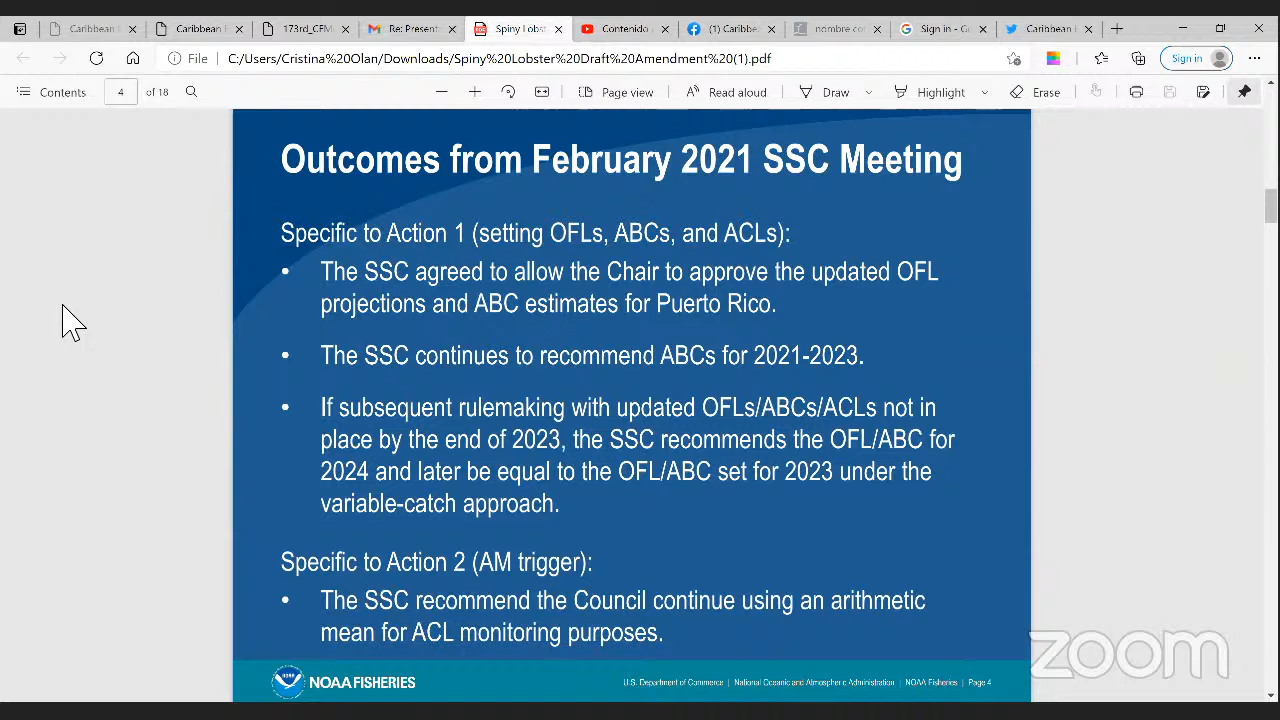 Caribbean
Caribbean F
173rd_CFM
Re: Present
Spiny Lobst
Contenido
(1) Caribbe
nombre co
Sign in - G
Caribbean
File
C:/Users/Cristina%20Olan/Downloads/Spiny%20Lobster%20Draft%20Amendment%20(1).pdf
Sign in
Contents
4
of 18
Page view
Read aloud
Draw
Highlight
Erase
Outcomes from February 2021 SSC Meeting
Specific to Action 1 (setting OFLs, ABCs, and ACLs):
• The SSC agreed to allow the Chair to approve the updated OFL
projections and ABC estimates for Puerto Rico.
• The SSC continues to recommend ABCs for 2021-2023.
• If subsequent rulemaking with updated OFLs/ABCs/ACLs not in
place by the end of 2023, the SSC recommends the OFL/ABC for
2024 and later be equal to the OFL/ABC set for 2023 under the
variable-catch approach.
Specific to Action 2 (AM trigger):
• The SSC recommend the Council continue using an arithmetic
mean for ACL monitoring purposes.
NOAA FISHERIES
U.S. Department of Commerce | National Oceanic and Atmospheric Administration | NOAA Fisheries | Page 4
zoom